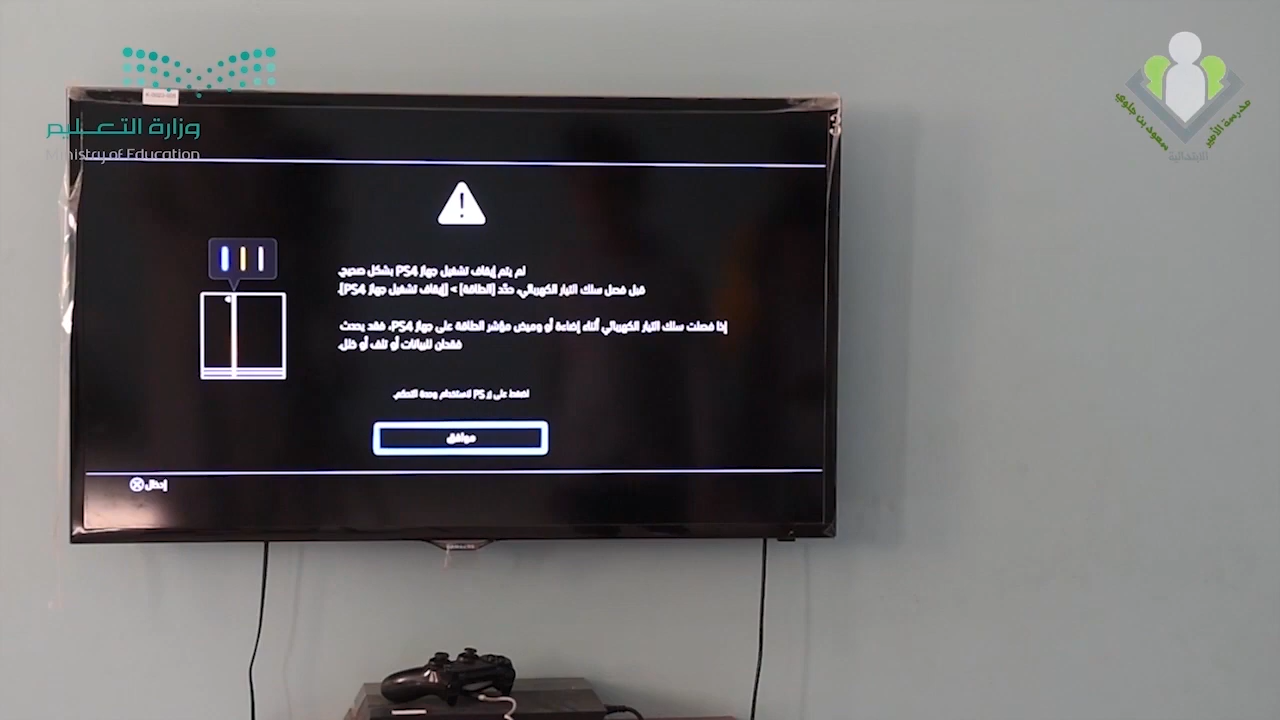 وزارة التعليم
Ministry of Education
مدرسة الأمير
سعود بن جلوي
الابتدائية
لم يتم إيقاف تشغيل جهاز PS4 بشكل صحيح.
قبل فصل سلك التيار الكهربائي، حدّد [الطاقة] > [إيقاف تشغيل جهاز PS4].
إذا فصلت سلك التيار الكهربائي أثناء إضاءة أو وميض مؤشر الطاقة على جهاز PS4، فقد يحدث
فقدان للبيانات أو تلف أو خلل.
اضغط على زر PS لاستخدام وحدة التحكم.
موافق
إدخال
SAMSUNG